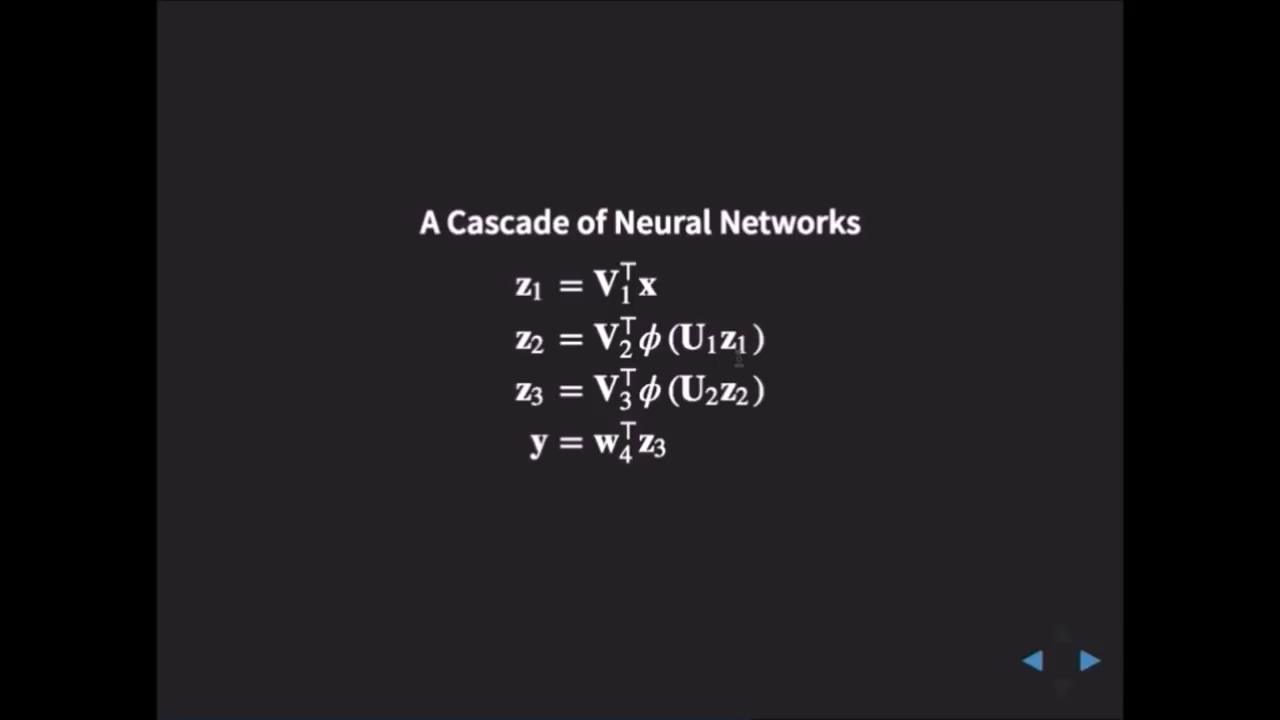 A Cascade of Neural Networks
z₁ = V₁ᵀx
z₂ = V₂ᵀϕ(U₁z₁)
z₃ = V₃ᵀϕ(U₂z₂)
y = w₄ᵀz₃